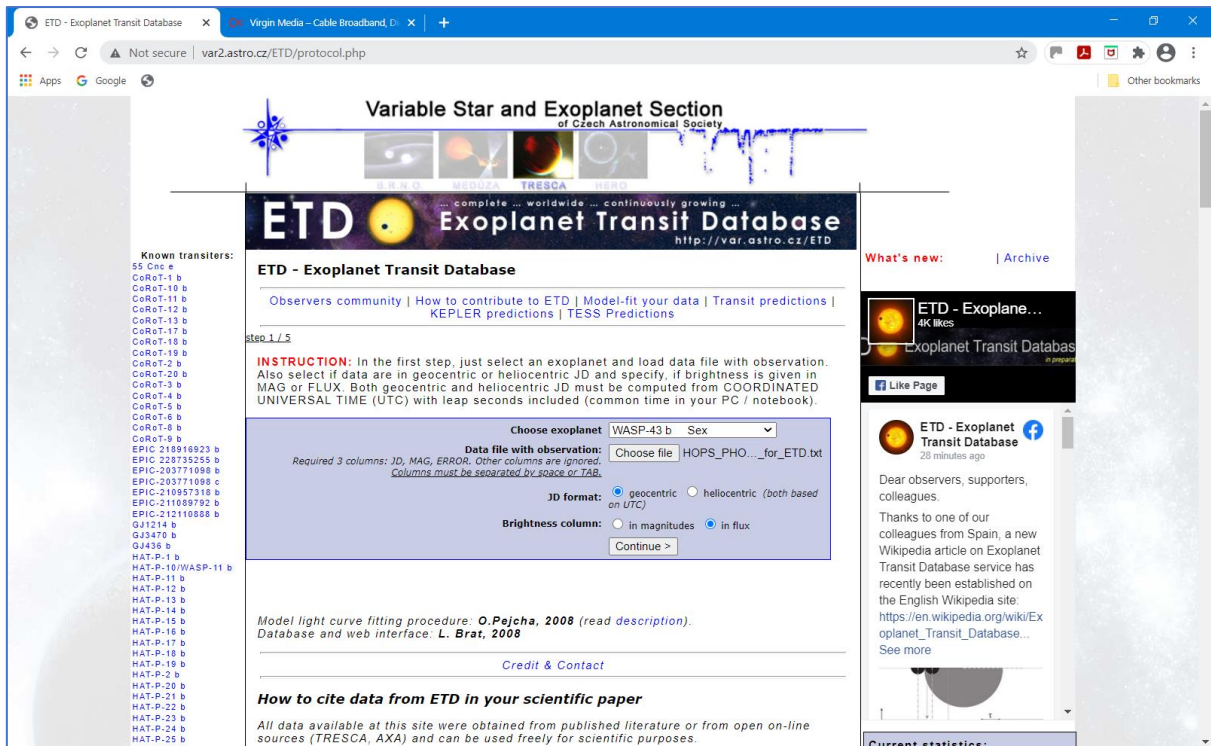 ETD - Exoplanet Transit Database
Virgin Media – Cable Broadband, Di
Not secure | var2.astro.cz/ETD/protocol.php
Apps
Google
Other bookmarks
Variable Star and Exoplanet Section
of Czech Astronomical Society
B.R.N.O. MEDÚZA TRESCA HERO
... complete ... worldwide ... continuously growing ...
ETD Exoplanet Transit Database
http://var.astro.cz/ETD
Known transiters:
55 Cnc e
CoRoT-1 b
CoRoT-10 b
CoRoT-11 b
CoRoT-12 b
CoRoT-13 b
CoRoT-17 b
CoRoT-18 b
CoRoT-19 b
CoRoT-2 b
CoRoT-20 b
CoRoT-3 b
CoRoT-4 b
CoRoT-5 b
CoRoT-6 b
CoRoT-8 b
CoRoT-9 b
EPIC 218916923 b
EPIC 228735255 b
EPIC-203771098 b
EPIC-203771098 c
EPIC-210957318 b
EPIC-211089792 b
EPIC-212110888 b
GJ1214 b
GJ3470 b
GJ436 b
HAT-P-1 b
HAT-P-10/WASP-11 b
HAT-P-11 b
HAT-P-12 b
HAT-P-13 b
HAT-P-14 b
HAT-P-15 b
HAT-P-16 b
HAT-P-17 b
HAT-P-18 b
HAT-P-19 b
HAT-P-2 b
HAT-P-20 b
HAT-P-21 b
HAT-P-22 b
HAT-P-23 b
HAT-P-24 b
HAT-P-25 b
ETD - Exoplanet Transit Database
Observers community | How to contribute to ETD | Model-fit your data | Transit predictions |
KEPLER predictions | TESS Predictions
step 1 / 5
INSTRUCTION: In the first step, just select an exoplanet and load data file with observation.
Also select if data are in geocentric or heliocentric JD and specify, if brightness is given in
MAG or FLUX. Both geocentric and heliocentric JD must be computed from COORDINATED
UNIVERSAL TIME (UTC) with leap seconds included (common time in your PC / notebook).
Choose exoplanet WASP-43 b Sex
Data file with observation: Choose file HOPS_PHO..._for_ETD.txt
Required 3 columns: JD, MAG, ERROR. Other columns are ignored.
Columns must be separated by space or TAB.
JD format: geocentric heliocentric (both based
on UTC)
Brightness column: in magnitudes in flux
Continue >
Model light curve fitting procedure: O.Pejcha, 2008 (read description).
Database and web interface: L. Brat, 2008
Credit & Contact
How to cite data from ETD in your scientific paper
All data available at this site were obtained from published literature or from open on-line
sources (TRESCA, AXA) and can be used freely for scientific purposes.
What's new: | Archive
ETD - Exoplane...
4K likes
Exoplanet Transit Databas
in prepara
Like Page
ETD - Exoplanet
Transit Database
28 minutes ago
Dear observers, supporters,
colleagues.
Thanks to one of our
colleagues from Spain, a new
Wikipedia article on Exoplanet
Transit Database service has
recently been established on
the English Wikipedia site:
https://en.wikipedia.org/wiki/Ex
oplanet_Transit_Database...
See more
Current statistics: